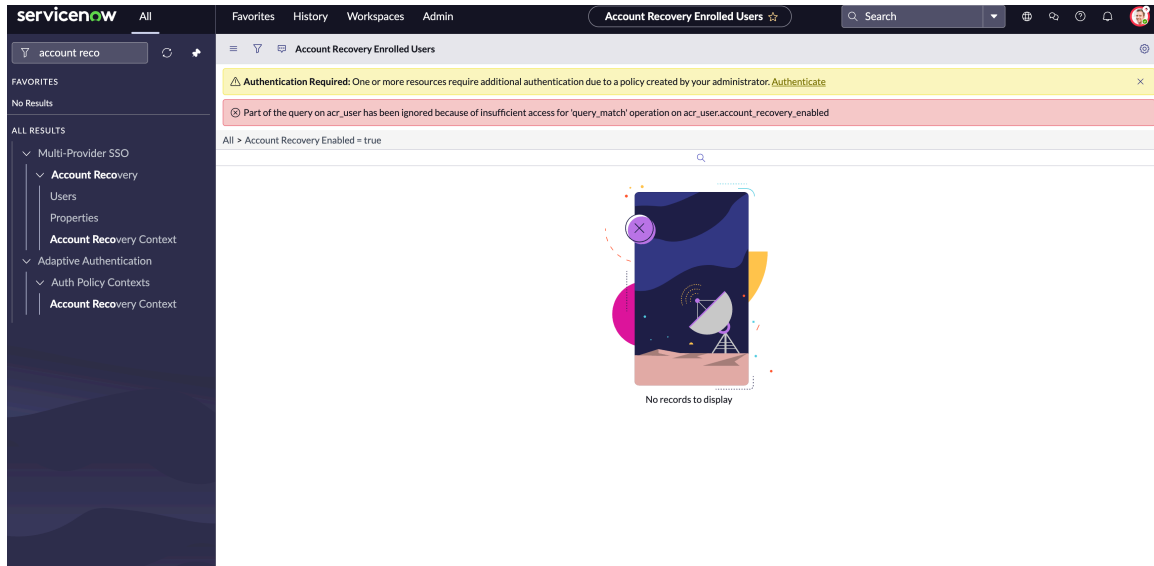 servicenow All Favorites History Workspaces Admin Account Recovery Enrolled Users Search
account reco
FAVORITES
No Results
ALL RESULTS
Multi-Provider SSO
Account Recovery
Users
Properties
Account Recovery Context
Adaptive Authentication
Auth Policy Contexts
Account Recovery Context
Account Recovery Enrolled Users
Authentication Required: One or more resources require additional authentication due to a policy created by your administrator. Authenticate
Part of the query on acr_user has been ignored because of insufficient access for 'query_match' operation on acr_user.account_recovery_enabled
All > Account Recovery Enabled = true
No records to display